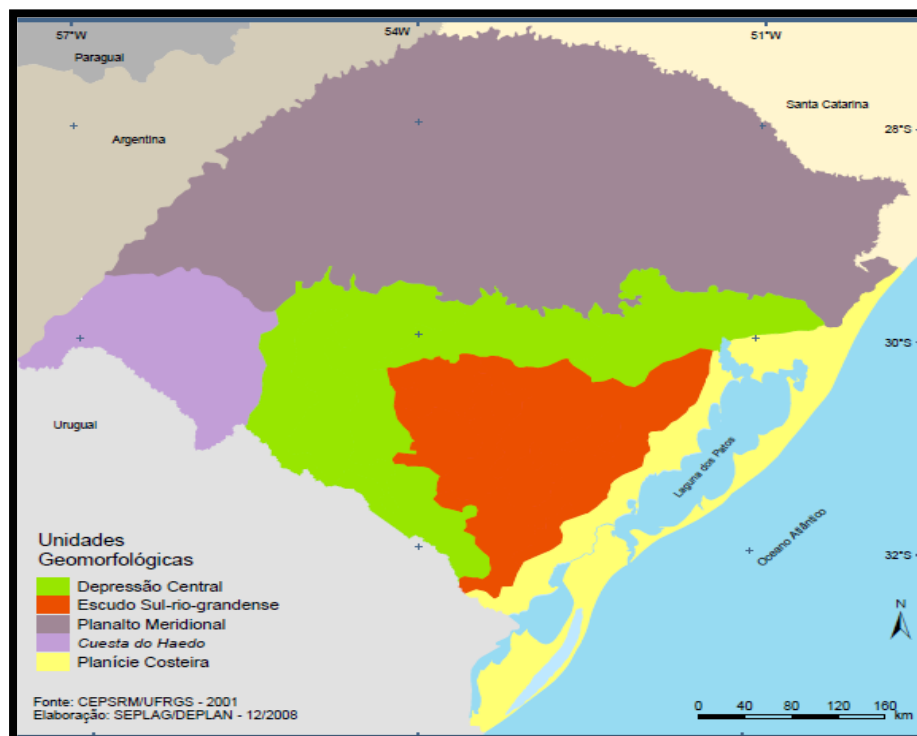 57°W
54W
51°W
Paraguai
Santa Catarina
28°S
Argentina
30°S
Uruguai
Laguna dos Patos
Oceano Atlântico
32°S
Unidades
Geomorfológicas
Depressão Central
Escudo Sul-rio-grandense
Planalto Meridional
Cuesta do Haedo
Planície Costeira
N
Fonte: CEPSRM/UFRGS - 2001
Elaboração: SEPLAG/DEPLAN - 12/2008
0 40 80 120 160
km